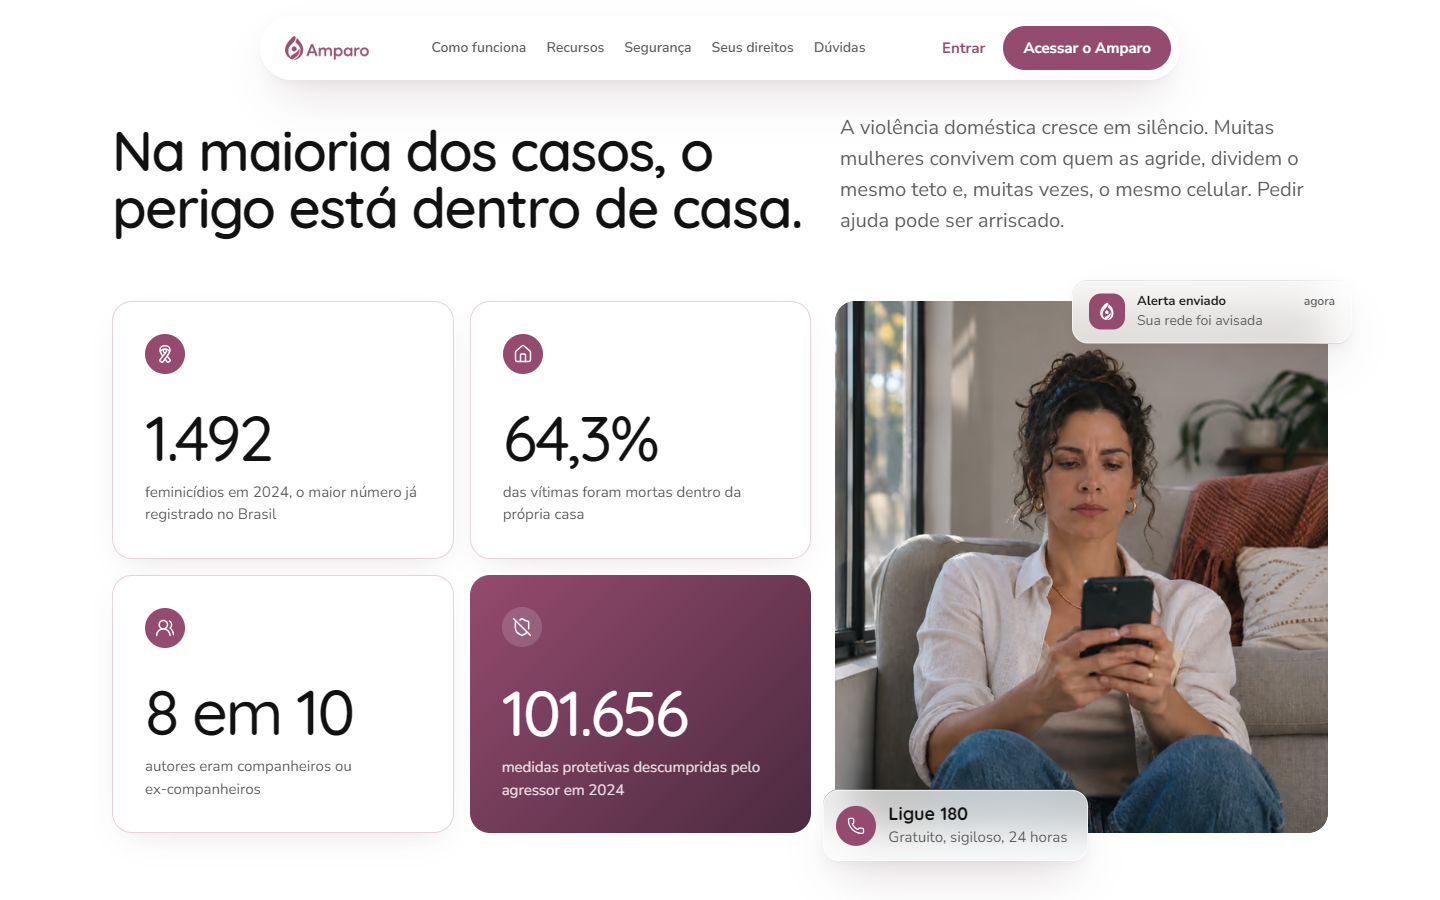 Amparo
Como funciona
Recursos
Segurança
Seus direitos
Dúvidas
Entrar
Acessar o Amparo
Na maioria dos casos, o
perigo está dentro de casa.
A violência doméstica cresce em silêncio. Muitas
mulheres convivem com quem as agride, dividem o
mesmo teto e, muitas vezes, o mesmo celular. Pedir
ajuda pode ser arriscado.
1.492
feminicídios em 2024, o maior número já
registrado no Brasil
64,3%
das vítimas foram mortas dentro da
própria casa
8 em 10
autores eram companheiros ou
ex-companheiros
101.656
medidas protetivas descumpridas pelo
agressor em 2024
Alerta enviado
agora
Sua rede foi avisada
Ligue 180
Gratuito, sigiloso, 24 horas